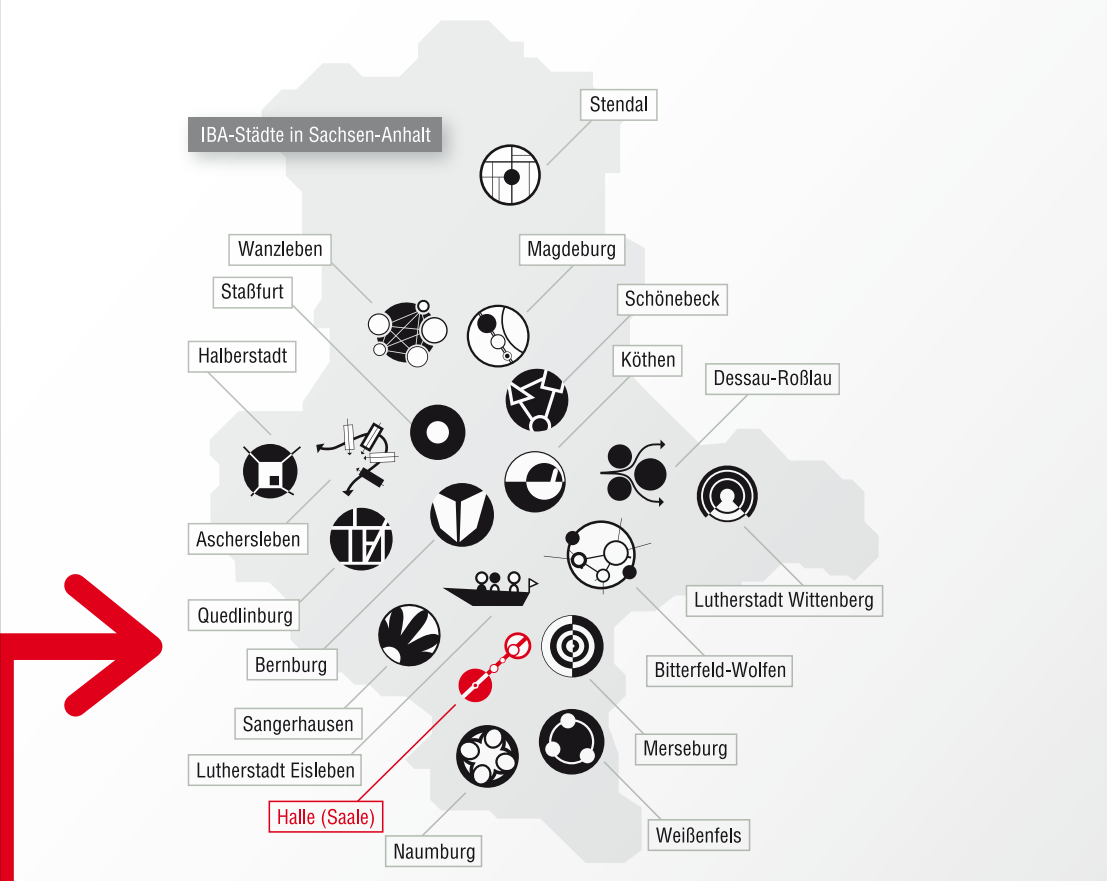 Stendal
IBA-Städte in Sachsen-Anhalt
Wanzleben
Magdeburg
Staßfurt
Schönebeck
Halberstadt
Köthen
Dessau-Roßlau
Aschersleben
Lutherstadt Wittenberg
Quedlinburg
Bernburg
Bitterfeld-Wolfen
Sangerhausen
Merseburg
Lutherstadt Eisleben
Halle (Saale)
Weißenfels
Naumburg